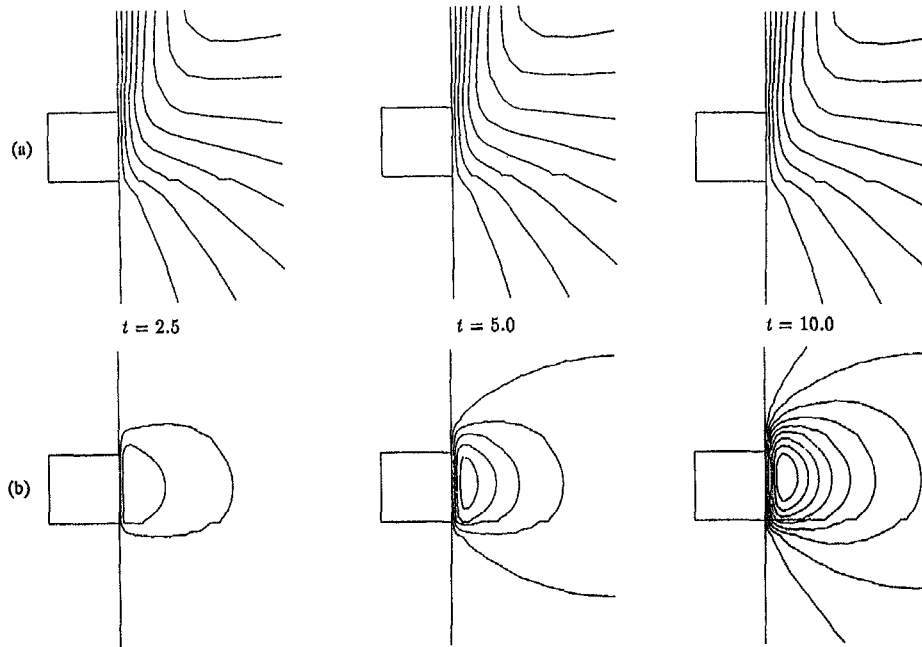 (a)
t = 2.5
t = 5.0
t = 10.0
(b)